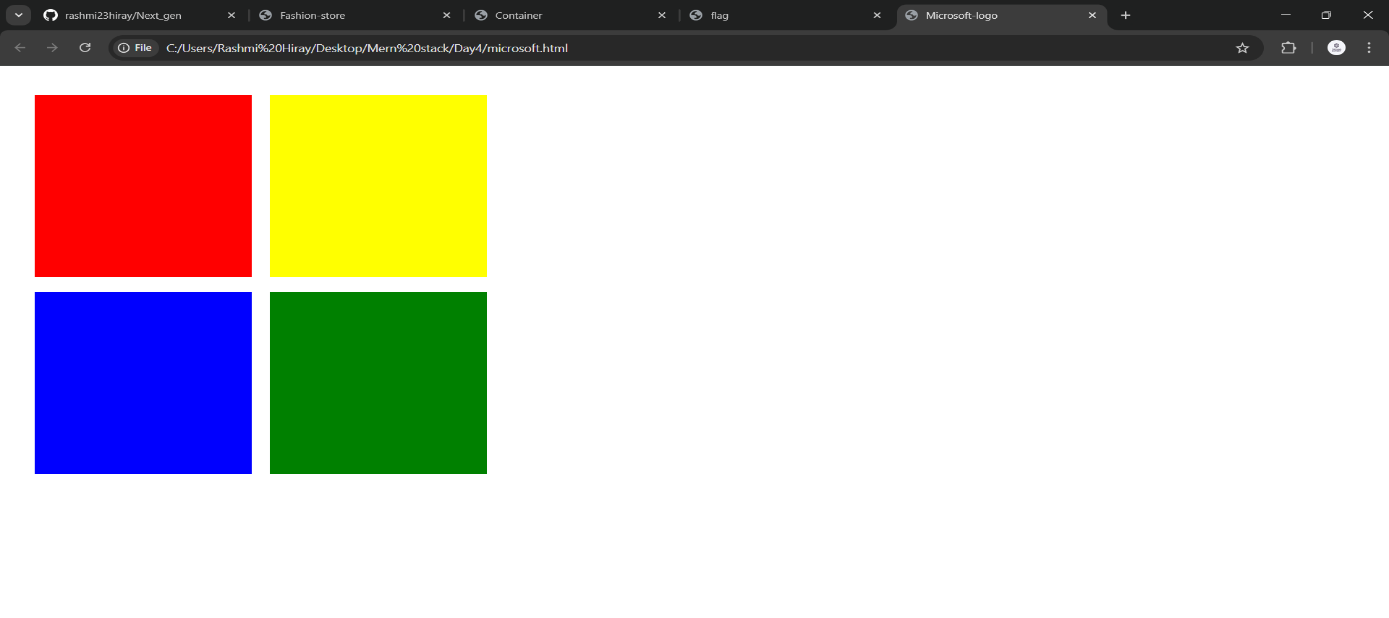 rashmi23hiray/Next_gen
Fashion-store
Container
flag
Microsoft-logo
File
C:/Users/Rashmi%20Hiray/Desktop/Mern%20stack/Day4/microsoft.html